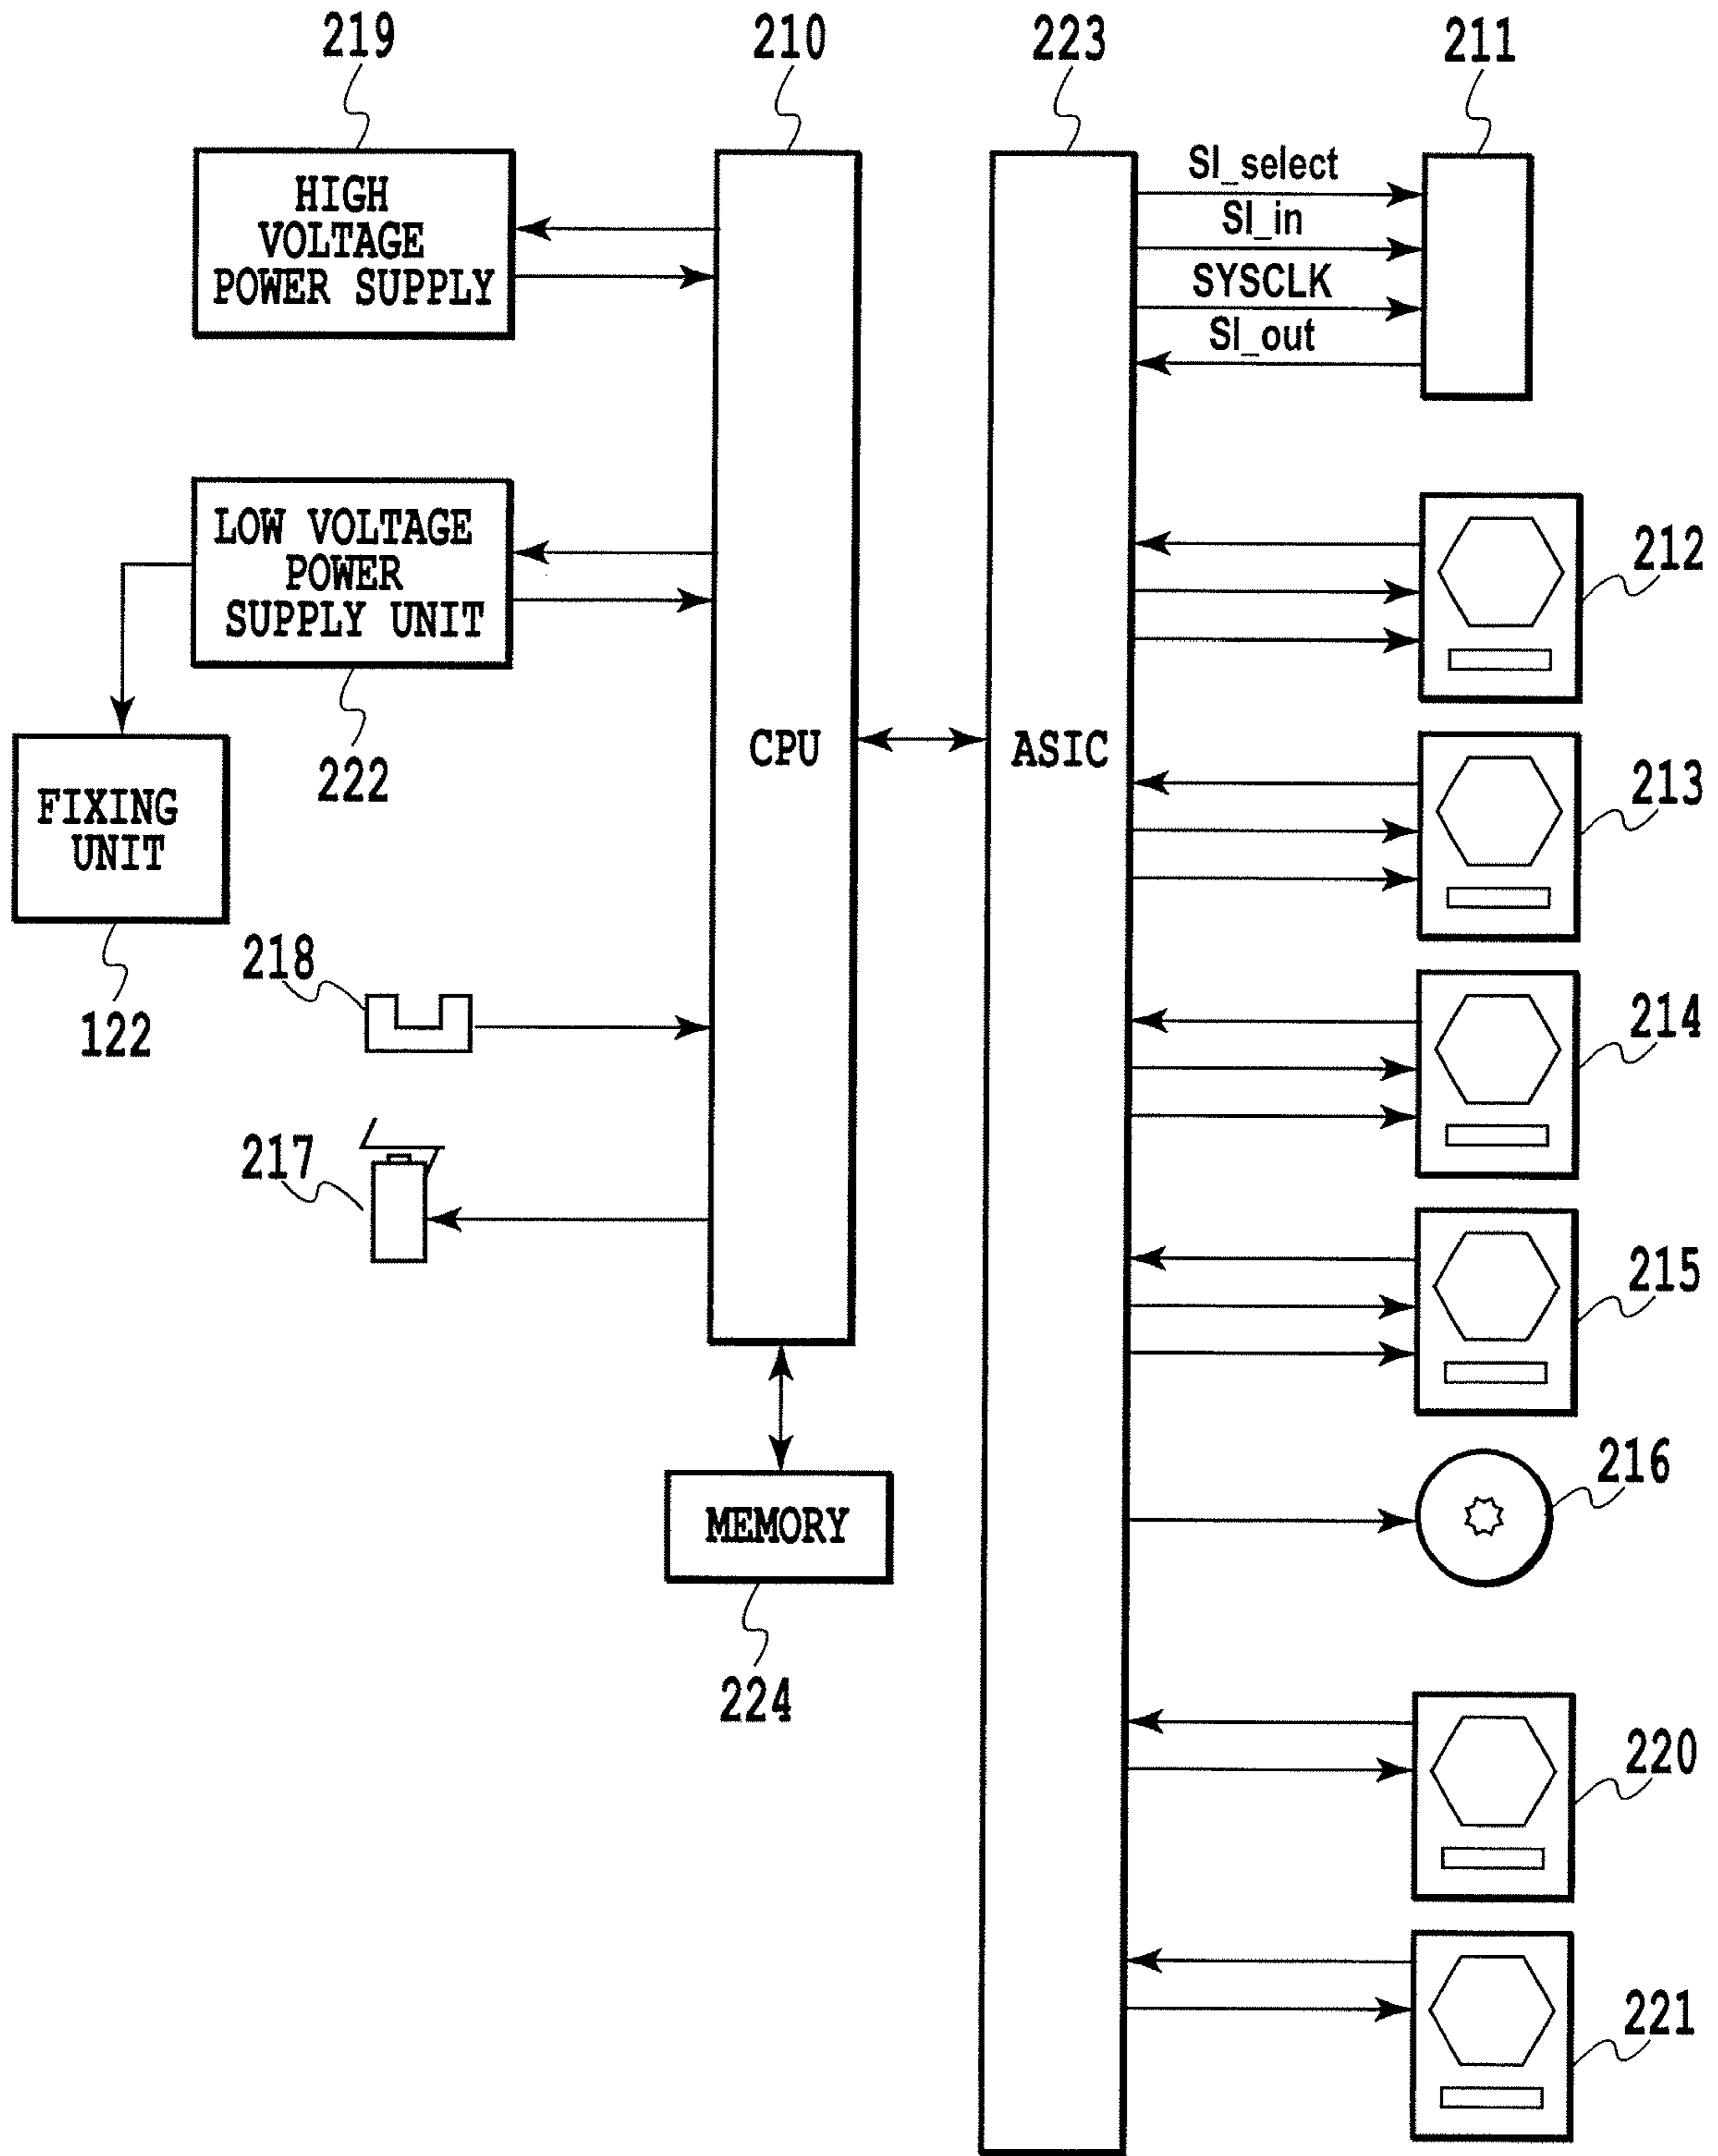 219
210
223
211
HIGH
VOLTAGE
POWER SUPPLY
SI_select
SI_in
SYSCLK
SI_out
LOW VOLTAGE
POWER
SUPPLY UNIT
212
222
CPU
ASIC
213
FIXING
UNIT
218
122
214
217
215
216
MEMORY
224
220
221